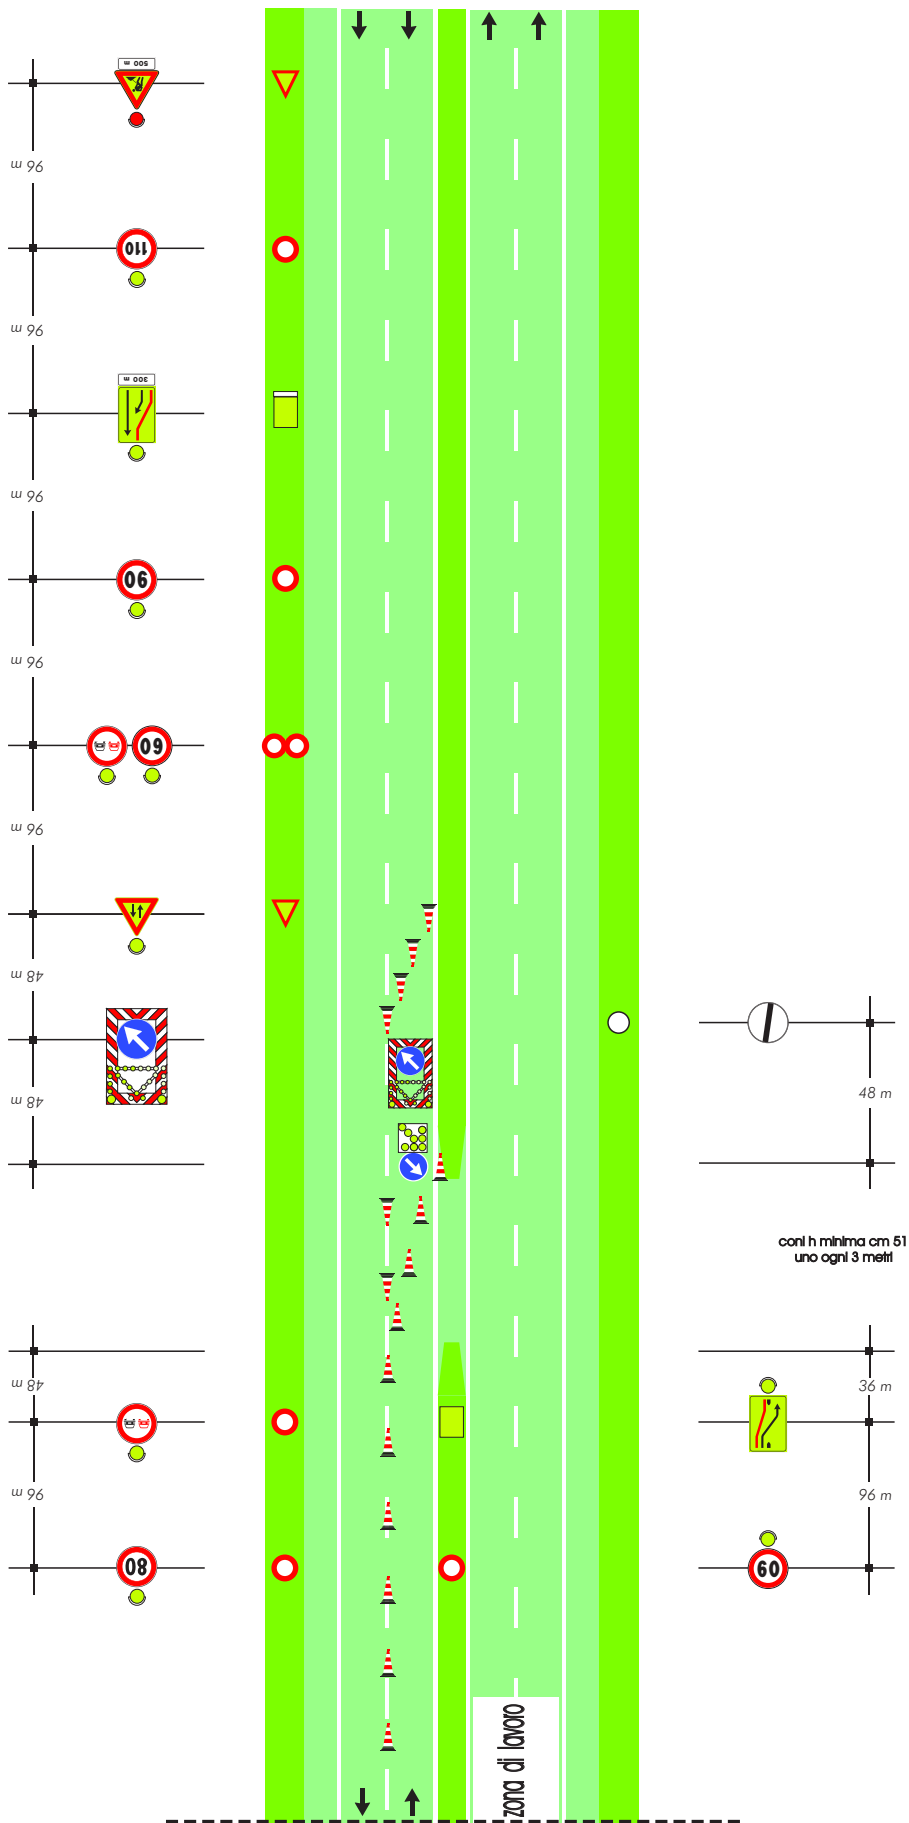 500 m
96 m
110
96 m
300 m
96 m
90
96 m
60
96 m
48 m
48 m
48 m
coni h minima cm 51
uno ogni 3 metri
48 m
36 m
96 m
96 m
80
60
zona di lavoro